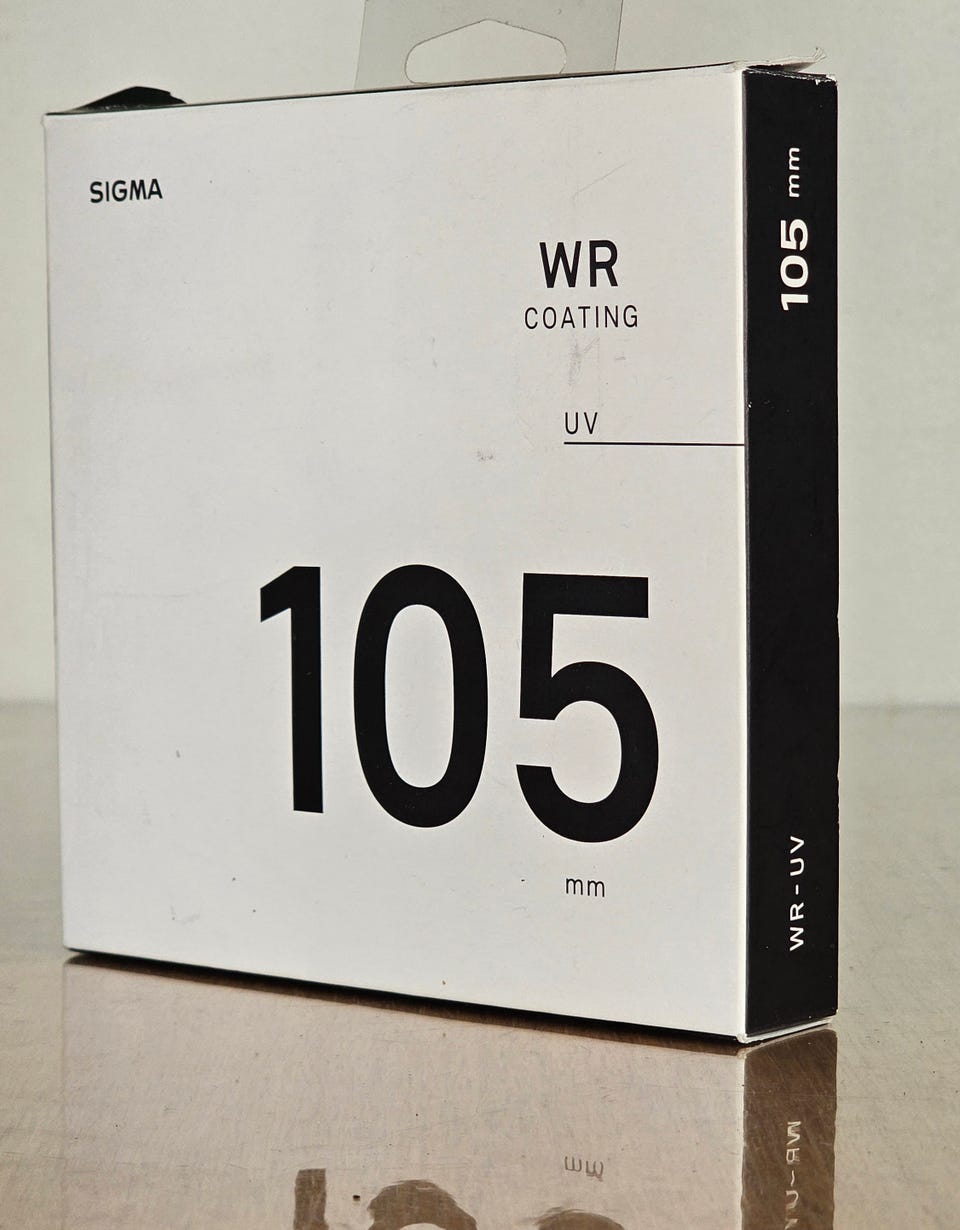 SIGMA
WR
COATING
UV
105
mm
105 mm
WR-UV